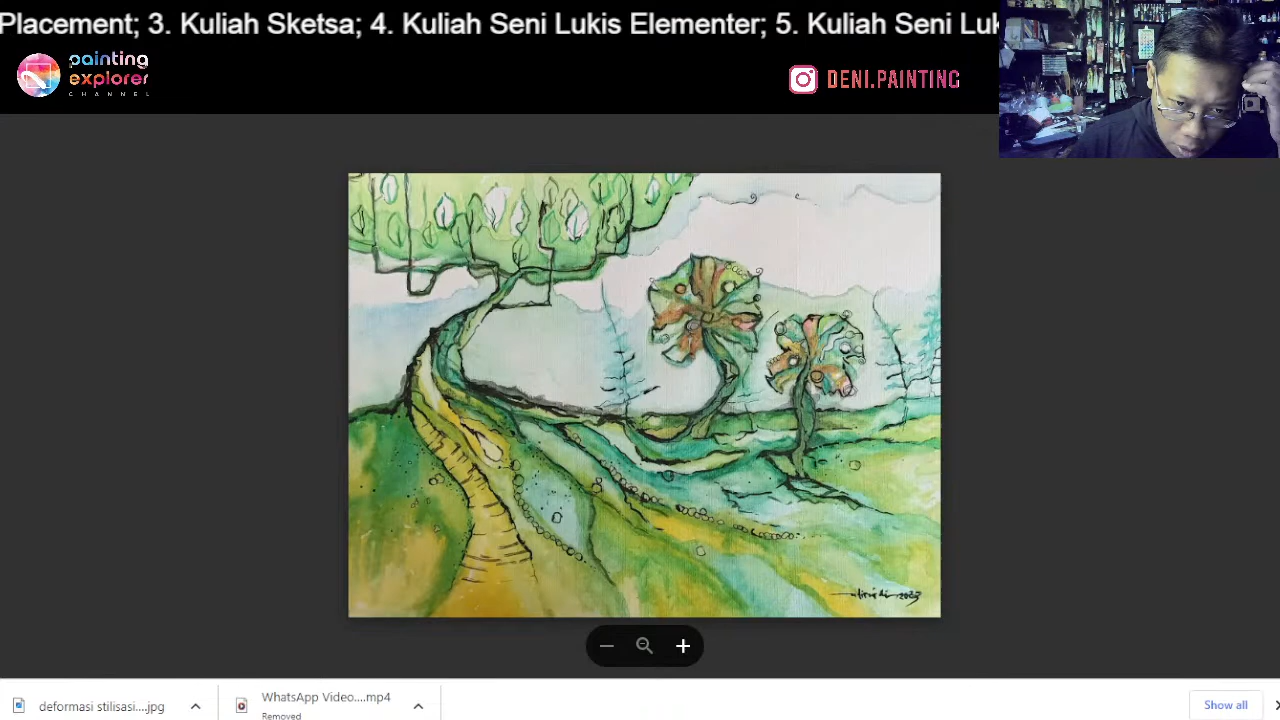 Placement; 3. Kuliah Sketsa; 4. Kuliah Seni Lukis Elementer; 5. Kuliah Seni Luk
painting
explorer
CHANNEL
DENI.PAINTING
2023
deformasi stilisasi....jpg
WhatsApp Video....mp4
Removed
Show all